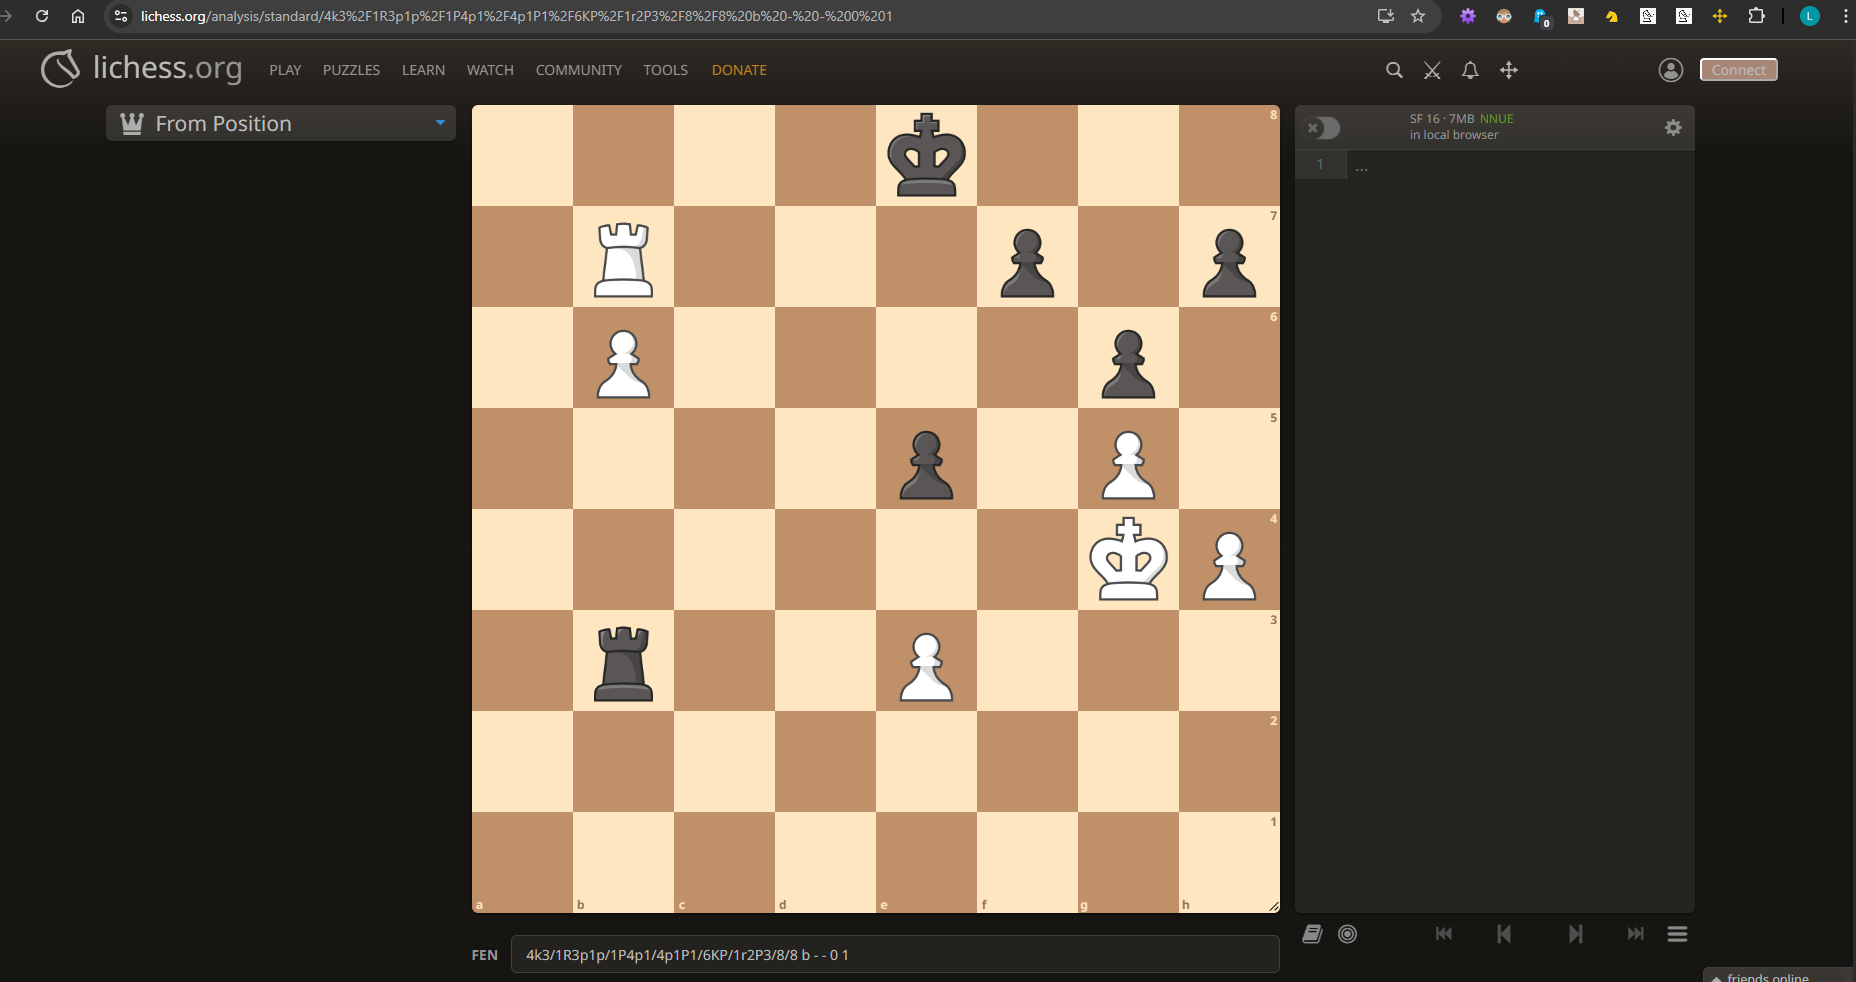 lichess.org/analysis/standard/4k3%2F1R3p1p%2F1P4p1%2F4p1P1%2F6KP%2F1r2P3%2F8%2F8%20b%20-%20-%200%201
0
L
lichess.org
PLAY PUZZLES LEARN WATCH COMMUNITY TOOLS DONATE
Connect
From Position
SF 16 · 7MB NNUE
in local browser
1 ...
8
7
6
5
4
3
2
1
a b c d e f g h
FEN 4k3/1R3p1p/1P4p1/4p1P1/6KP/1r2P3/8/8 b - - 0 1
friends online